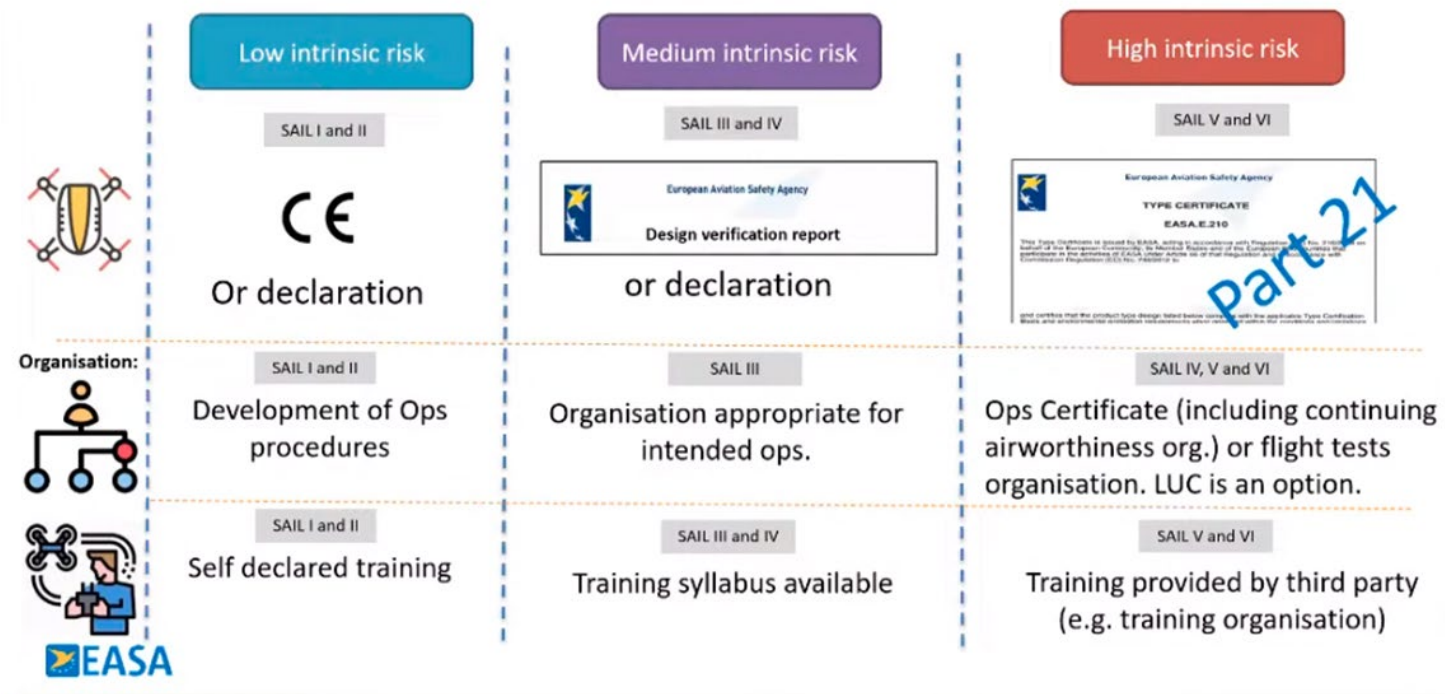 Low intrinsic risk
Medium intrinsic risk
High intrinsic risk
SAIL I and II
SAIL III and IV
SAIL V and VI
CE
Or declaration
European Aviation Safety Agency
Design verification report
or declaration
European Aviation Safety Agency
TYPE CERTIFICATE
EASA.E.210
Part 21
Organisation:
SAIL I and II
Development of Ops
procedures
SAIL III
Organisation appropriate for
intended ops.
SAIL IV, V and VI
Ops Certificate (including continuing
airworthiness org.) or flight tests
organisation. LUC is an option.
SAIL I and II
Self declared training
SAIL III and IV
Training syllabus available
SAIL V and VI
Training provided by third party
(e.g. training organisation)
EASA